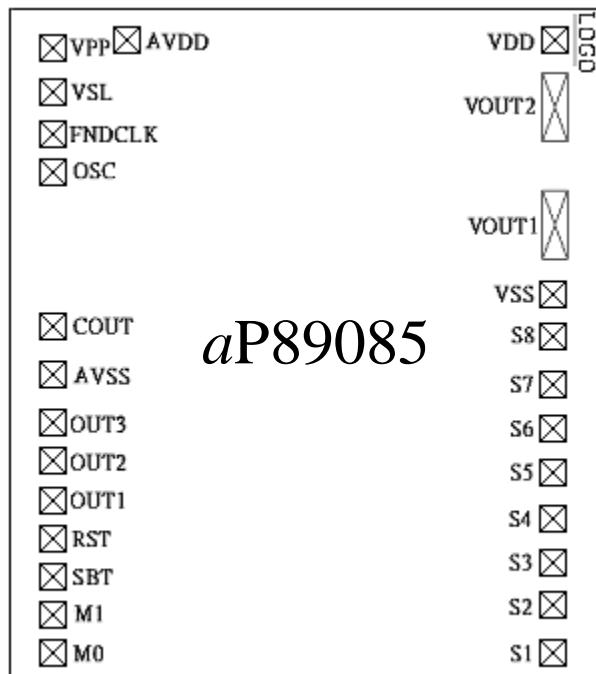 VPP AVDD VDD LOGO
VSL VOUT2
FNDCLK
OSC
VOUT1
VSS
COUT aP89085 S8
AVSS S7
OUT3 S6
OUT2 S5
OUT1 S4
RST S3
SBT S2
M1
M0 S1